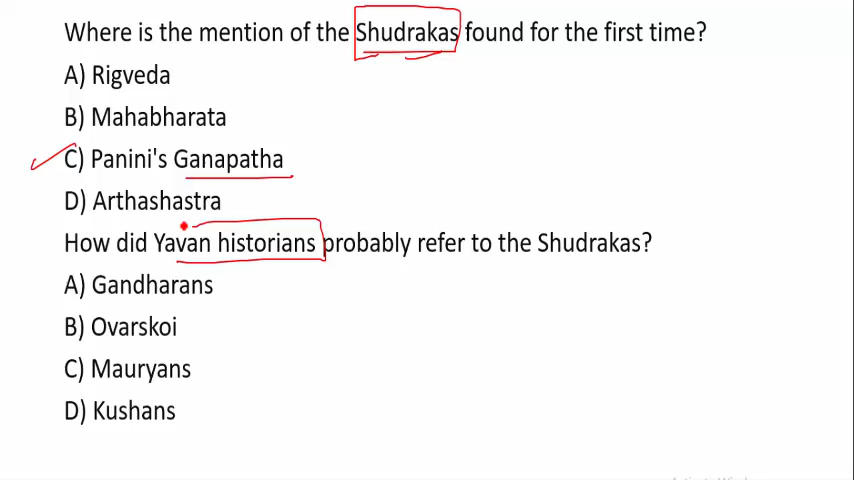 Where is the mention of the Shudrakas found for the first time?
A) Rigveda
B) Mahabharata
C) Panini's Ganapatha
D) Arthashastra
How did Yavan historians probably refer to the Shudrakas?
A) Gandharans
B) Ovarskoi
C) Mauryans
D) Kushans